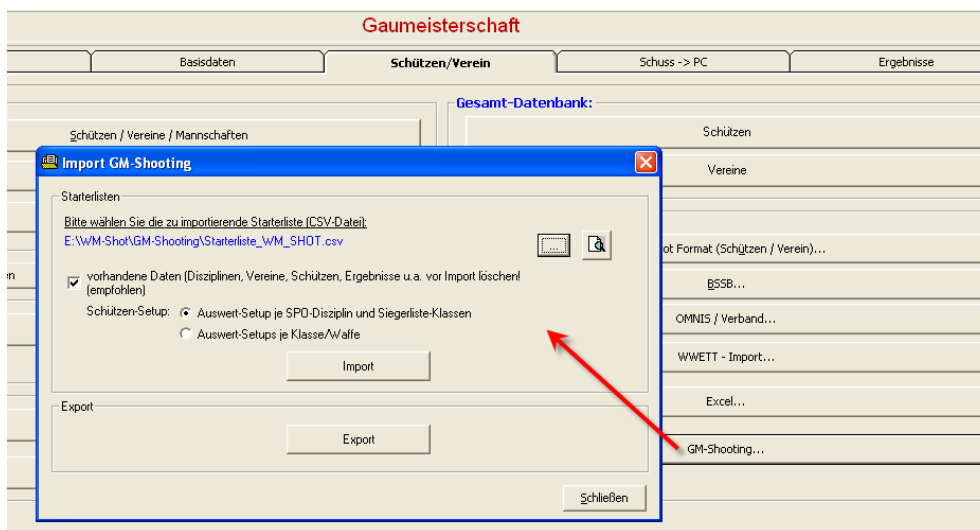 Gaumeisterschaft
Basisdaten
Schützen/Verein
Schuss -> PC
Ergebnisse
Gesamt-Datenbank:
Schützen / Vereine / Mannschaften
Schützen
Vereine
Import GM-Shooting
Starterlisten
Bitte wählen Sie die zu importierende Starterliste (CSV-Datei):
E:\WM-Shot\GM-Shooting\Starterliste_WM_SHOT.csv
...
vorhandene Daten (Disziplinen, Vereine, Schützen, Ergebnisse u.a. vor Import löschen!
(empfohlen)
Schützen-Setup:
Auswert-Setup je SPO-Disziplin und Siegerliste-Klassen
Auswert-Setups je Klasse/Waffe
Import
Export
Export
Schließen
Format (Schützen / Verein)...
BSSB...
OMNIS / Verband...
WWETT - Import...
Excel...
GM-Shooting...